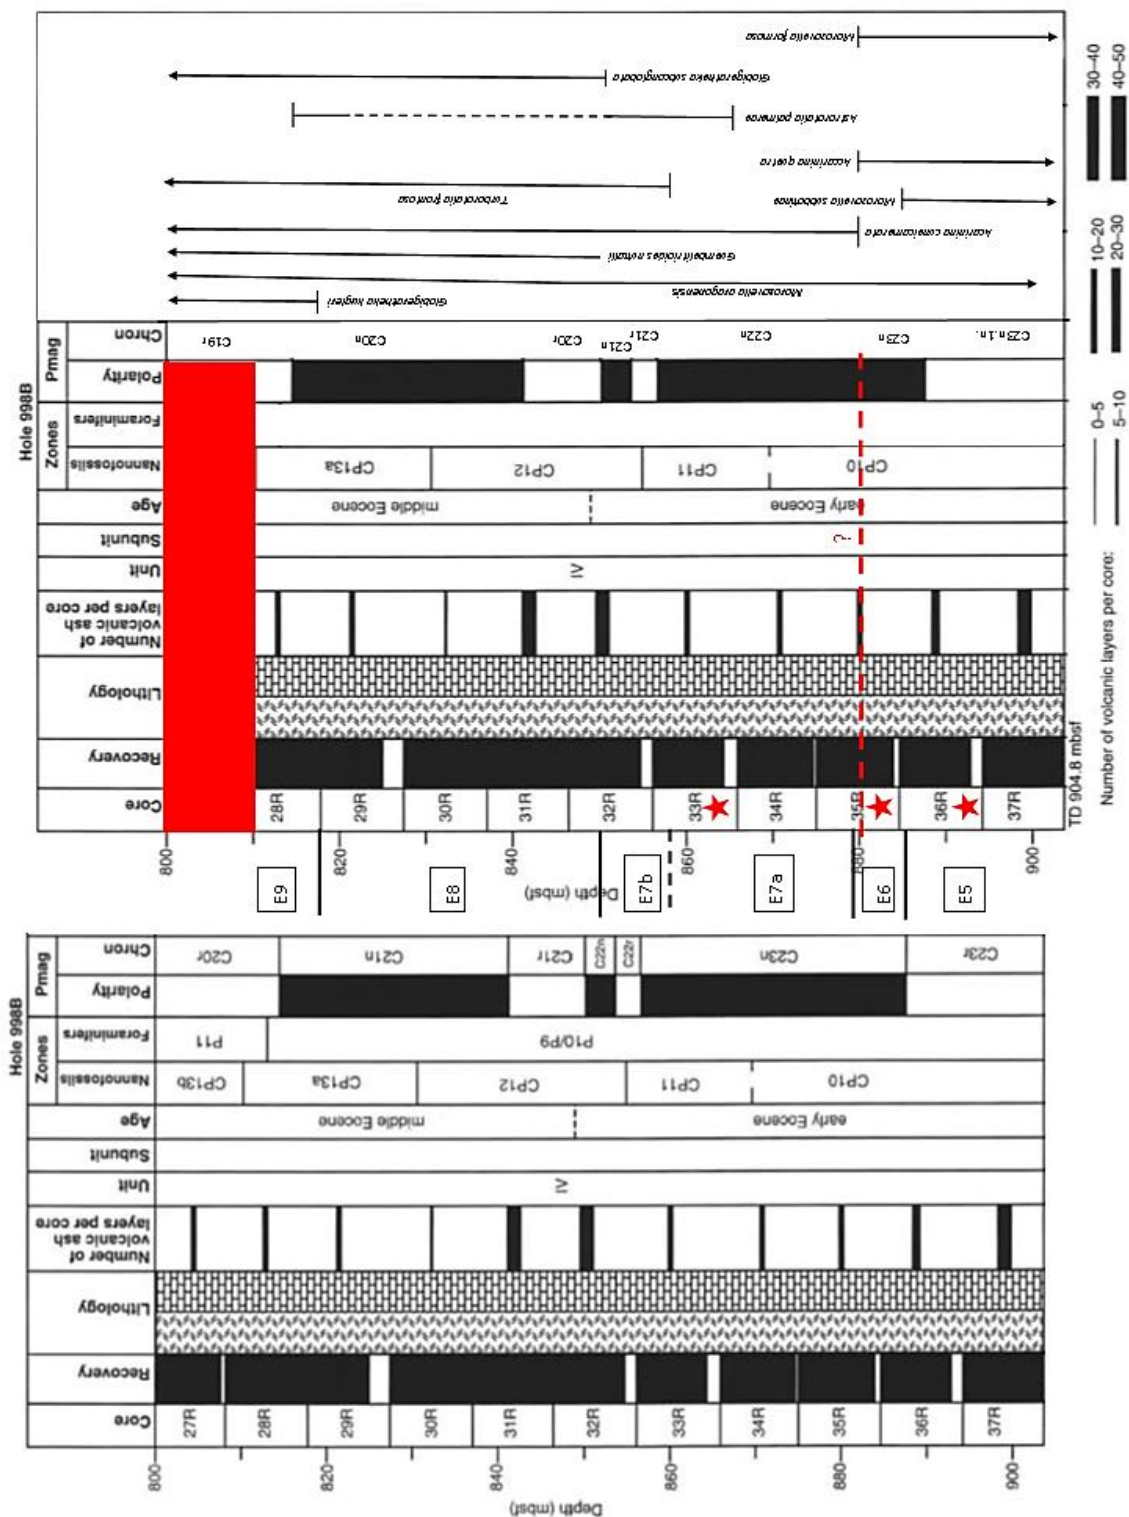 Hole 998B
Zones
Pmag
Core
Recovery
Lithology
Number of
volcanic ash
layers per core
Unit
Subunit
Age
Nannofossils
Foraminifers
Polarity
Chron
800
820
840
860
880
900
Depth (mbsf)
E9
E8
E7b
E7a
E6
E5
28R
29R
30R
31R
32R
33R
34R
35R
36R
37R
IV
?
middle Eocene
early Eocene
CP13a
CP12
CP11
CP10
C19r
C20n
C20r
C21n
C21r
C22n
C23n
C23n.1n.
Globigeratheka kugleri
Morozovella aragonensis
Guembelitrioides nuttalli
Acarinina cuneicamerata
Morozovella subbotinae
Turborotalia frontosa
Acarinina quetra
Astrorotalia palmerae
Globigeratheka subconglobata
Morozovella formosa
TD 904.8 mbsf
Number of volcanic layers per core:
0–5
5–10
10–20
20–30
30–40
40–50
Hole 998B
Zones
Pmag
Core
Recovery
Lithology
Number of
volcanic ash
layers per core
Unit
Subunit
Age
Nannofossils
Foraminifers
Polarity
Chron
800
820
840
860
880
900
Depth (mbsf)
27R
28R
29R
30R
31R
32R
33R
34R
35R
36R
37R
IV
middle Eocene
early Eocene
CP13b
CP13a
CP12
CP11
CP10
P11
P10/P9
C20r
C21n
C21r
C22n
C22r
C23n
C23r